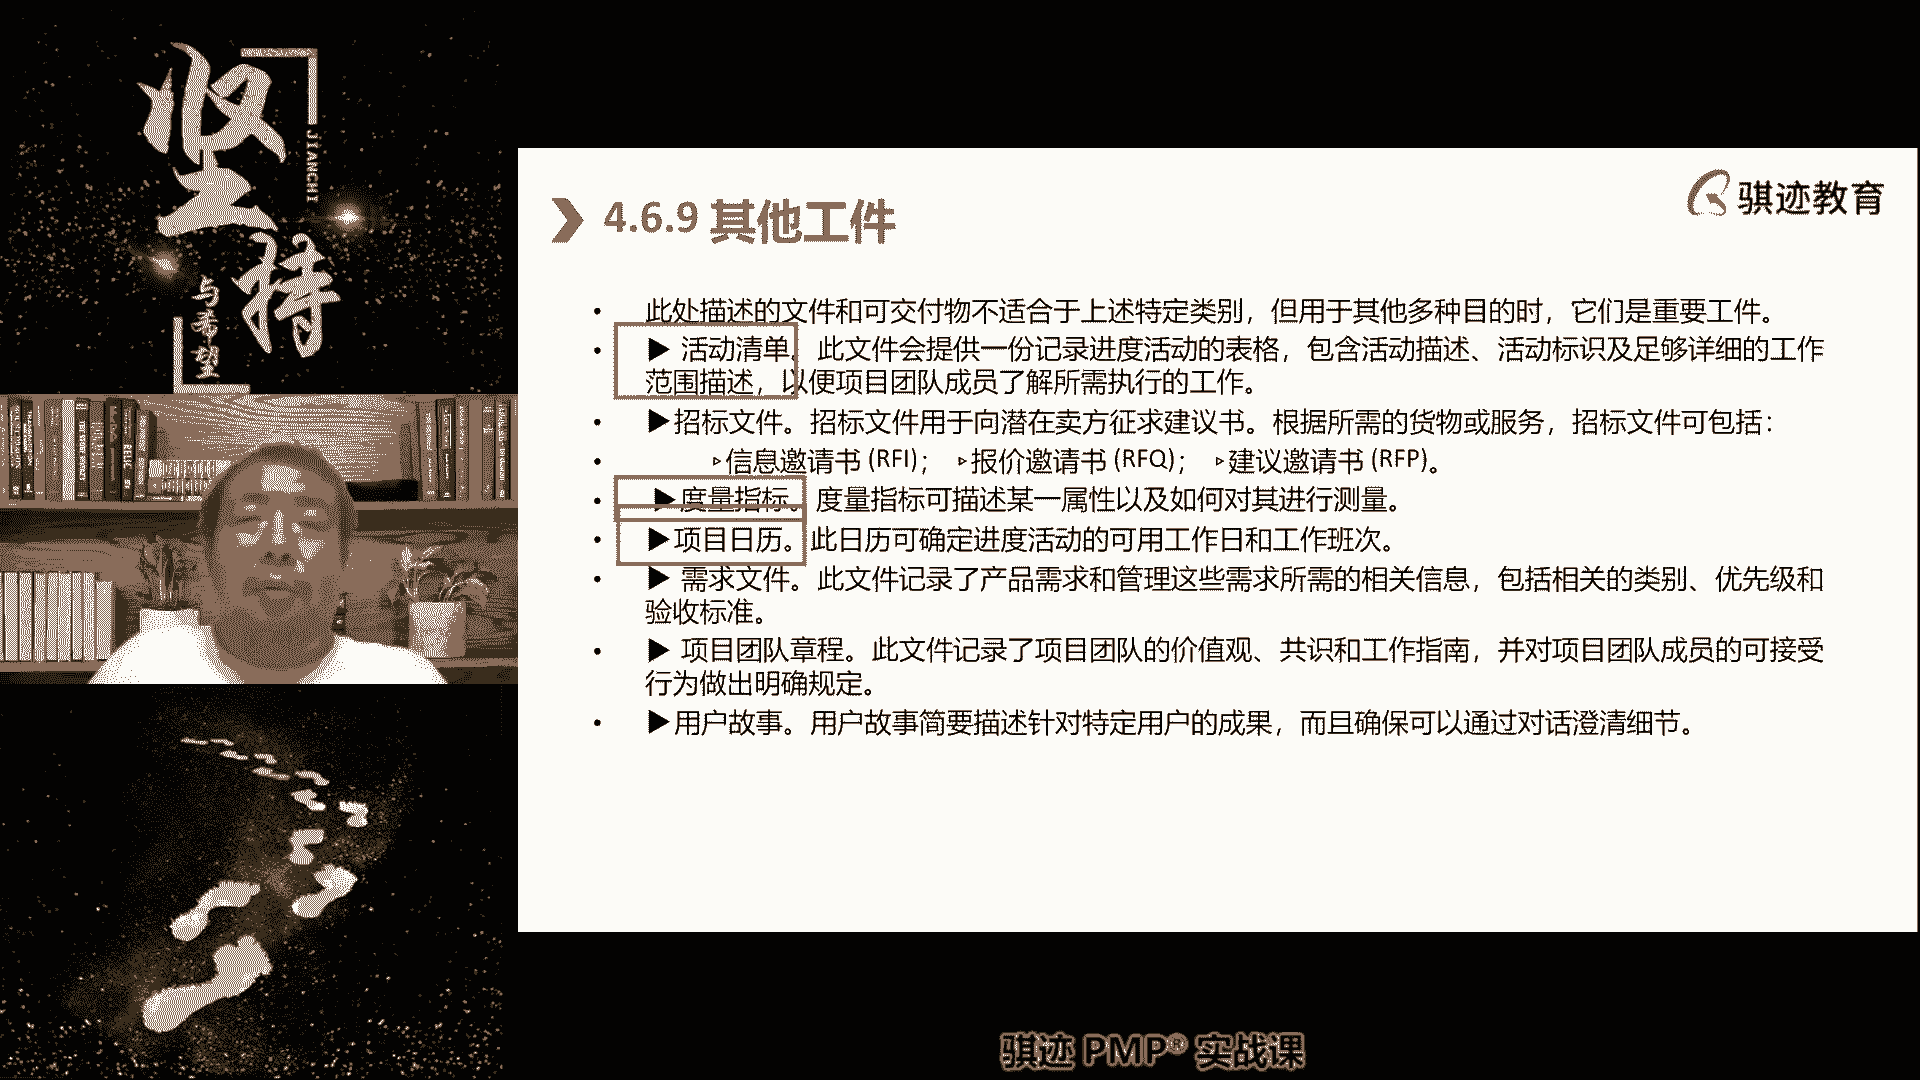 坚持
JIANCHI
与希望
骐迹教育
4.6.9 其他工件
• 此处描述的文件和可交付物不适合于上述特定类别，但用于其他多种目的时，它们是重要工件。
• ▶ 活动清单。此文件会提供一份记录进度活动的表格，包含活动描述、活动标识及足够详细的工作
范围描述，以便项目团队成员了解所需执行的工作。
• ▶招标文件。招标文件用于向潜在卖方征求建议书。根据所需的货物或服务，招标文件可包括：
• ▹信息邀请书 (RFI)； ▹报价邀请书 (RFQ)； ▹建议邀请书 (RFP)。
• ▶度量指标。度量指标可描述某一属性以及如何对其进行测量。
• ▶项目日历。此日历可确定进度活动的可用工作日和工作班次。
• ▶ 需求文件。此文件记录了产品需求和管理这些需求所需的相关信息，包括相关的类别、优先级和
验收标准。
• ▶ 项目团队章程。此文件记录了项目团队的价值观、共识和工作指南，并对项目团队成员的可接受
行为做出明确规定。
• ▶用户故事。用户故事简要描述针对特定用户的成果，而且确保可以通过对话澄清细节。
骐迹 PMP® 实战课